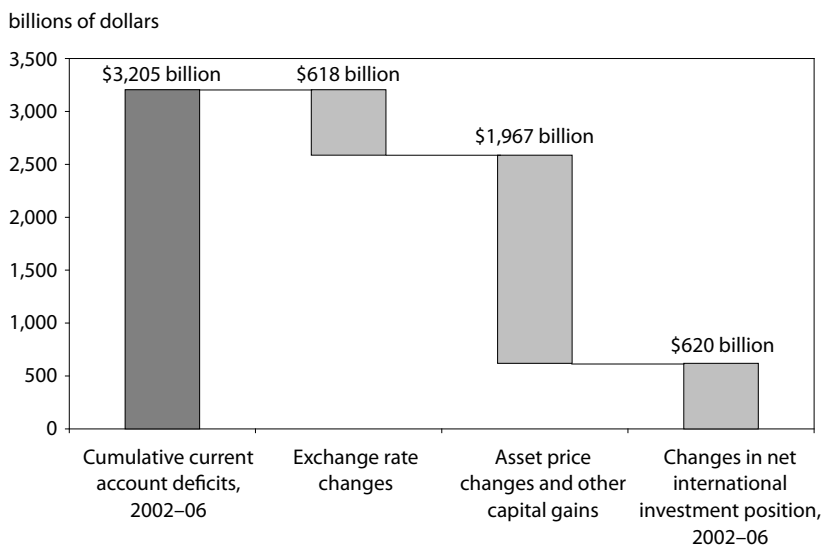 billions of dollars
3,500
3,000
2,500
2,000
1,500
1,000
500
0
$3,205 billion
$618 billion
$1,967 billion
$620 billion
Cumulative current
account deficits,
2002–06
Exchange rate
changes
Asset price
changes and other
capital gains
Changes in net
international
investment position,
2002–06